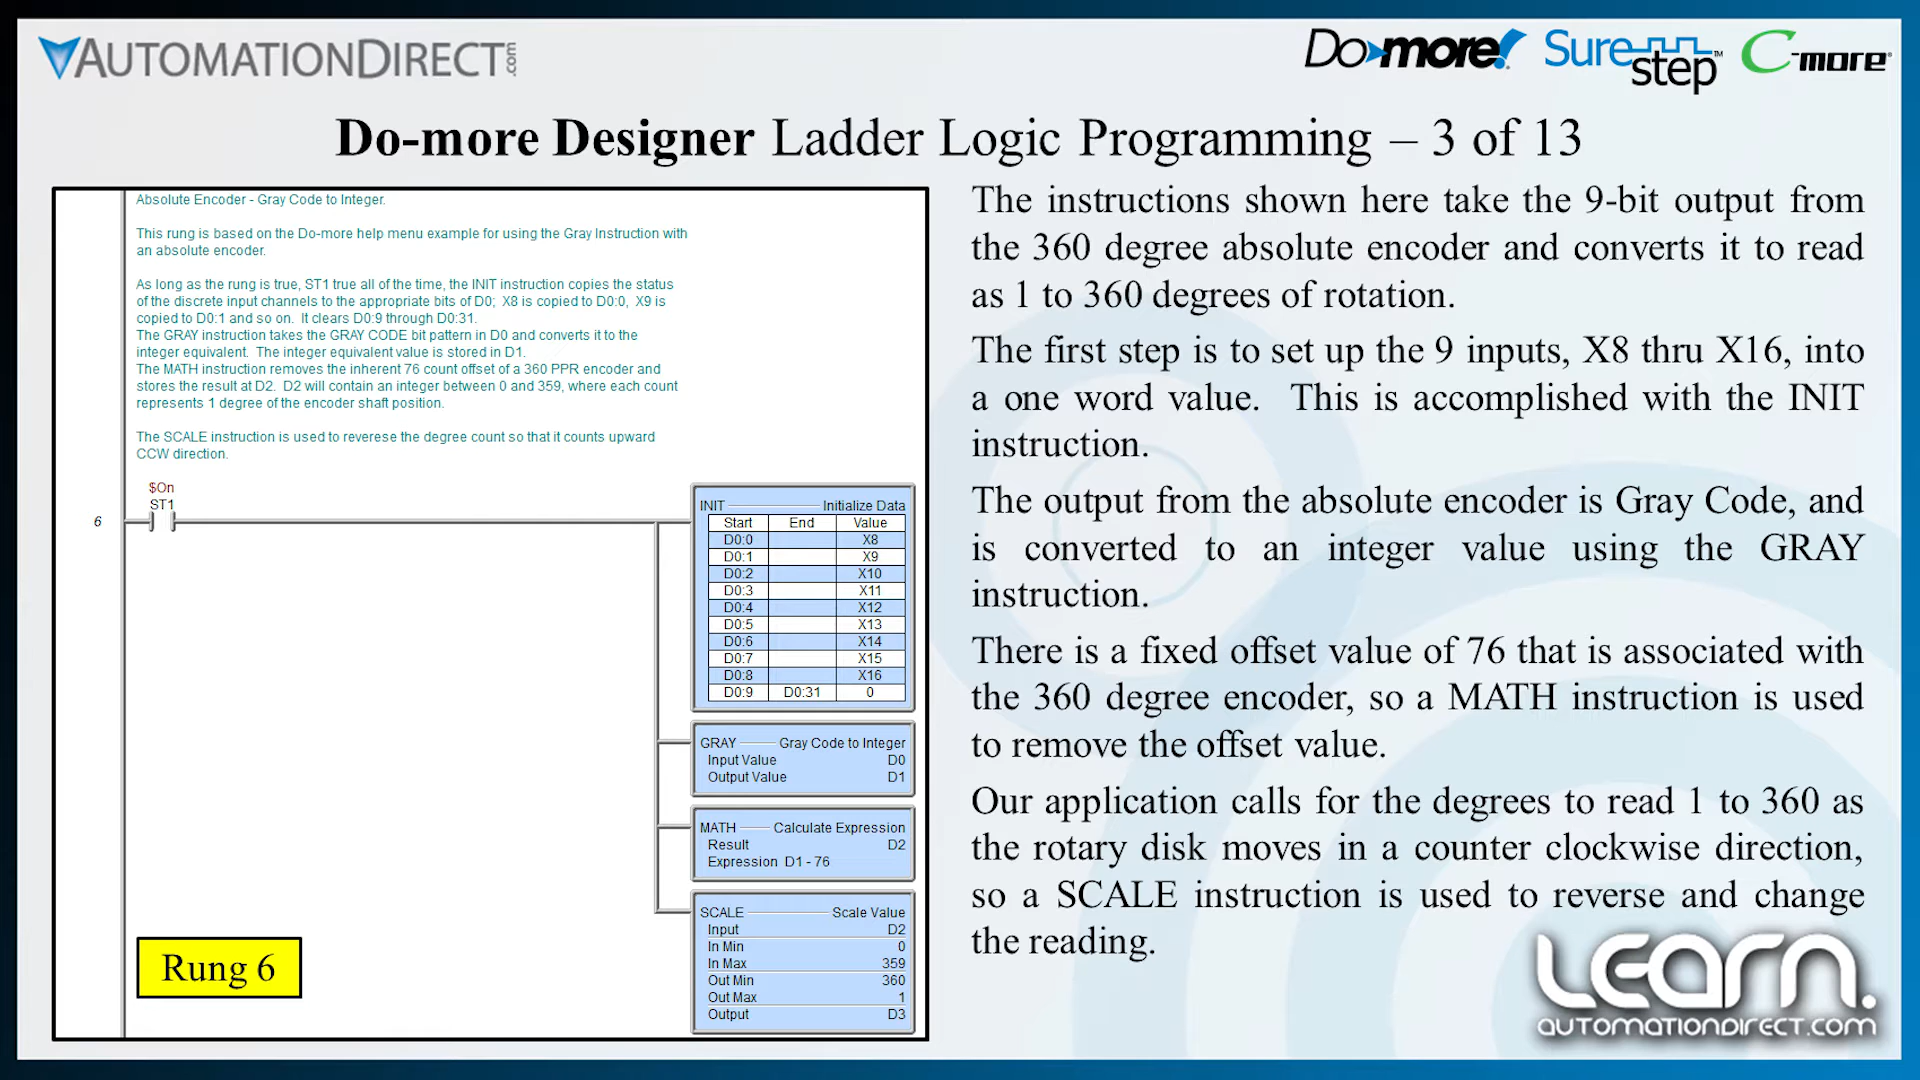 AUTOMATIONDIRECT.com
Do-more! SureStep™ C-more®
Do-more Designer Ladder Logic Programming – 3 of 13
Absolute Encoder - Gray Code to Integer.
This rung is based on the Do-more help menu example for using the Gray Instruction with
an absolute encoder.
As long as the rung is true, ST1 true all of the time, the INIT instruction copies the status
of the discrete input channels to the appropriate bits of D0;  X8 is copied to D0:0,  X9 is
copied to D0:1 and so on.  It clears D0:9 through D0:31.
The GRAY instruction takes the GRAY CODE bit pattern in D0 and converts it to the
integer equivalent.  The integer equivalent value is stored in D1.
The MATH instruction removes the inherent 76 count offset of a 360 PPR encoder and
stores the result at D2.  D2 will contain an integer between 0 and 359, where each count
represents 1 degree of the encoder shaft position.
The SCALE instruction is used to reverese the degree count so that it counts upward
CCW direction.
$On
ST1
6
INIT Initialize Data
Start End Value
D0:0 X8
D0:1 X9
D0:2 X10
D0:3 X11
D0:4 X12
D0:5 X13
D0:6 X14
D0:7 X15
D0:8 X16
D0:9 D0:31 0
GRAY Gray Code to Integer
Input Value D0
Output Value D1
MATH Calculate Expression
Result D2
Expression D1 - 76
SCALE Scale Value
Input D2
In Min 0
In Max 359
Out Min 360
Out Max 1
Output D3
Rung 6
The instructions shown here take the 9-bit output from
the 360 degree absolute encoder and converts it to read
as 1 to 360 degrees of rotation.
The first step is to set up the 9 inputs, X8 thru X16, into
a one word value.  This is accomplished with the INIT
instruction.
The output from the absolute encoder is Gray Code, and
is converted to an integer value using the GRAY
instruction.
There is a fixed offset value of 76 that is associated with
the 360 degree encoder, so a MATH instruction is used
to remove the offset value.
Our application calls for the degrees to read 1 to 360 as
the rotary disk moves in a counter clockwise direction,
so a SCALE instruction is used to reverse and change
the reading.
LEARN.
AUTOMATIONDIRECT.com